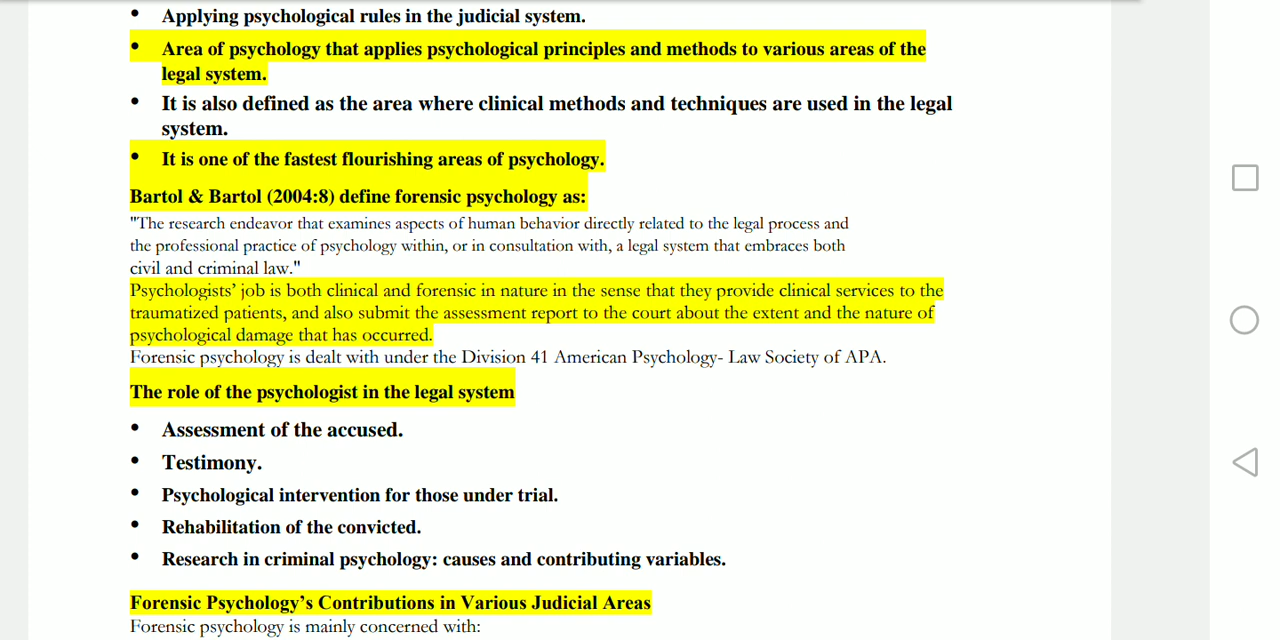 • Applying psychological rules in the judicial system.
• Area of psychology that applies psychological principles and methods to various areas of the
legal system.
• It is also defined as the area where clinical methods and techniques are used in the legal
system.
• It is one of the fastest flourishing areas of psychology.
Bartol & Bartol (2004:8) define forensic psychology as:
"The research endeavor that examines aspects of human behavior directly related to the legal process and
the professional practice of psychology within, or in consultation with, a legal system that embraces both
civil and criminal law."
Psychologists’ job is both clinical and forensic in nature in the sense that they provide clinical services to the
traumatized patients, and also submit the assessment report to the court about the extent and the nature of
psychological damage that has occurred.
Forensic psychology is dealt with under the Division 41 American Psychology- Law Society of APA.
The role of the psychologist in the legal system
• Assessment of the accused.
• Testimony.
• Psychological intervention for those under trial.
• Rehabilitation of the convicted.
• Research in criminal psychology: causes and contributing variables.
Forensic Psychology’s Contributions in Various Judicial Areas
Forensic psychology is mainly concerned with: